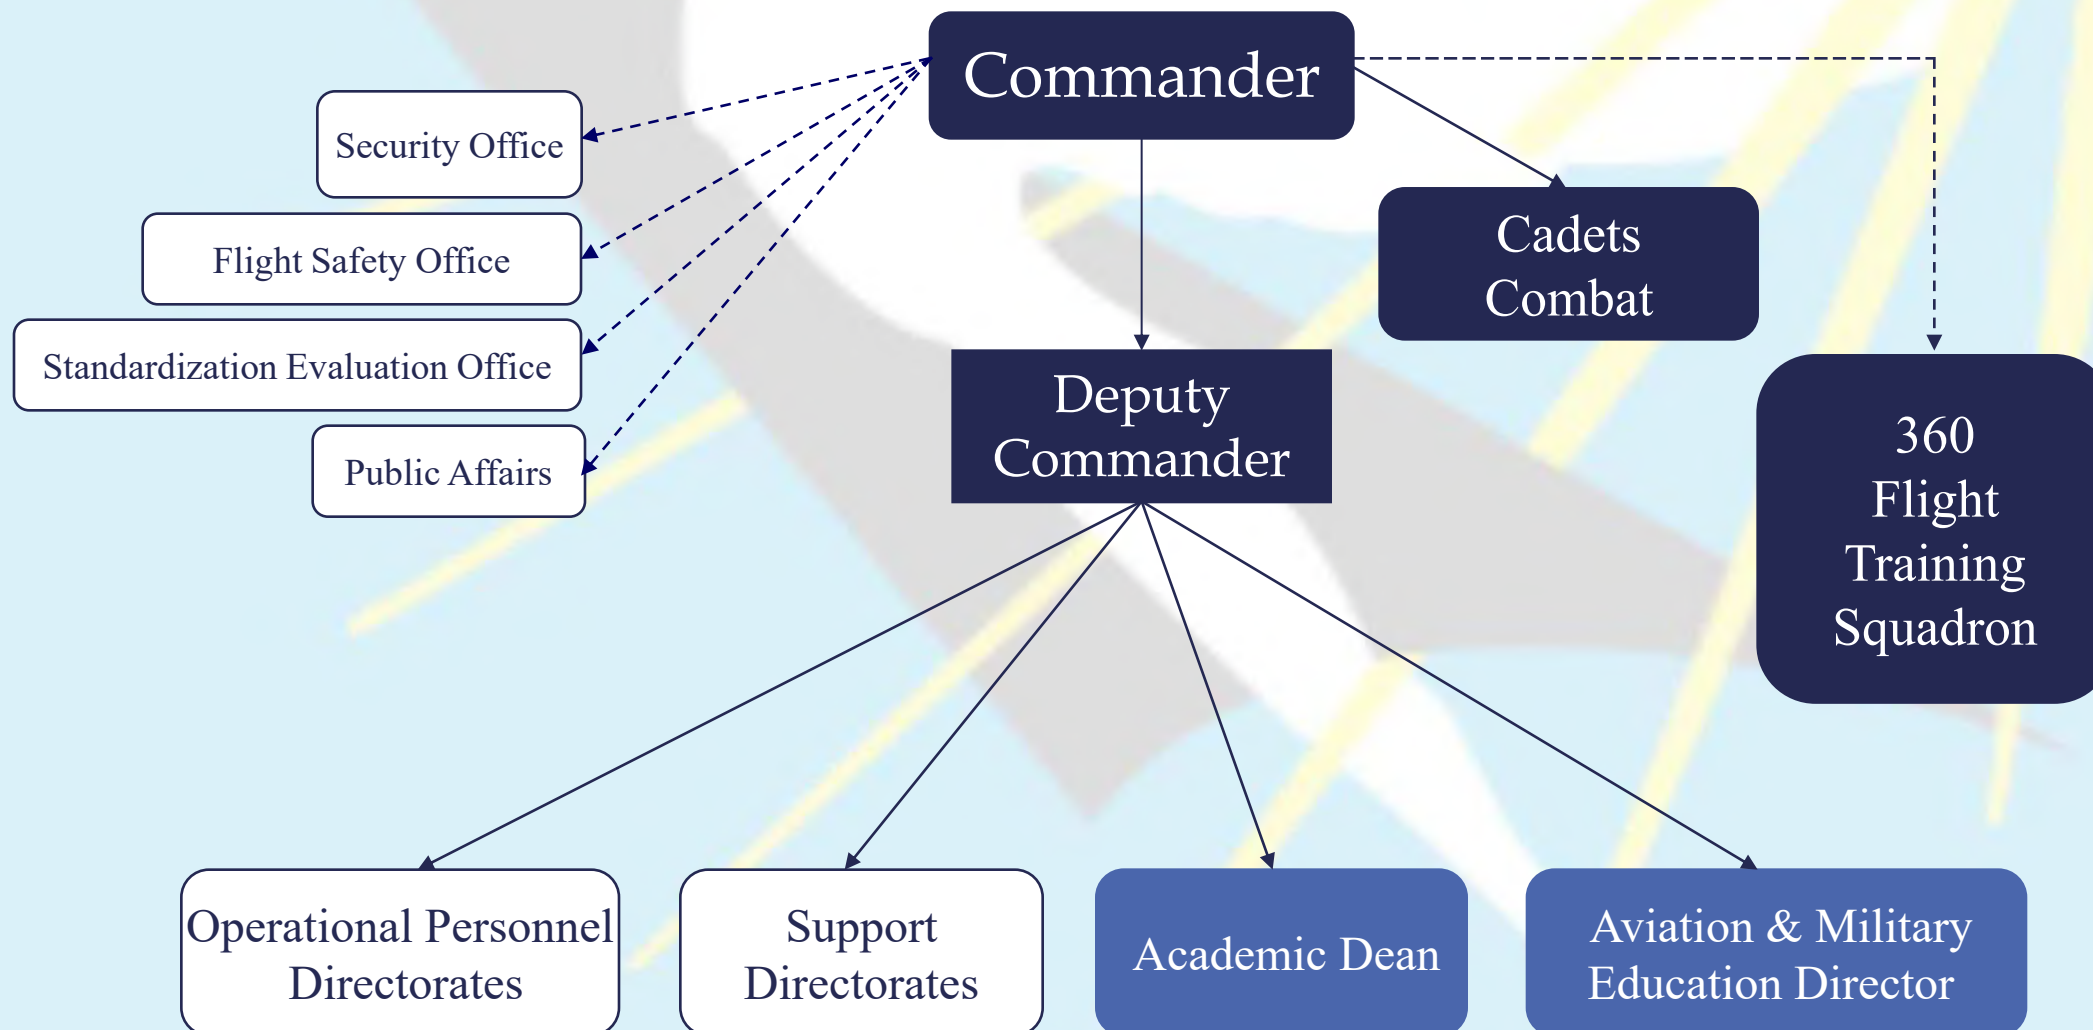 Commander
Security Office
Flight Safety Office
Standardization Evaluation Office
Public Affairs
Cadets
Combat
Deputy
Commander
360
Flight
Training
Squadron
Operational Personnel
Directorates
Support
Directorates
Academic Dean
Aviation & Military
Education Director